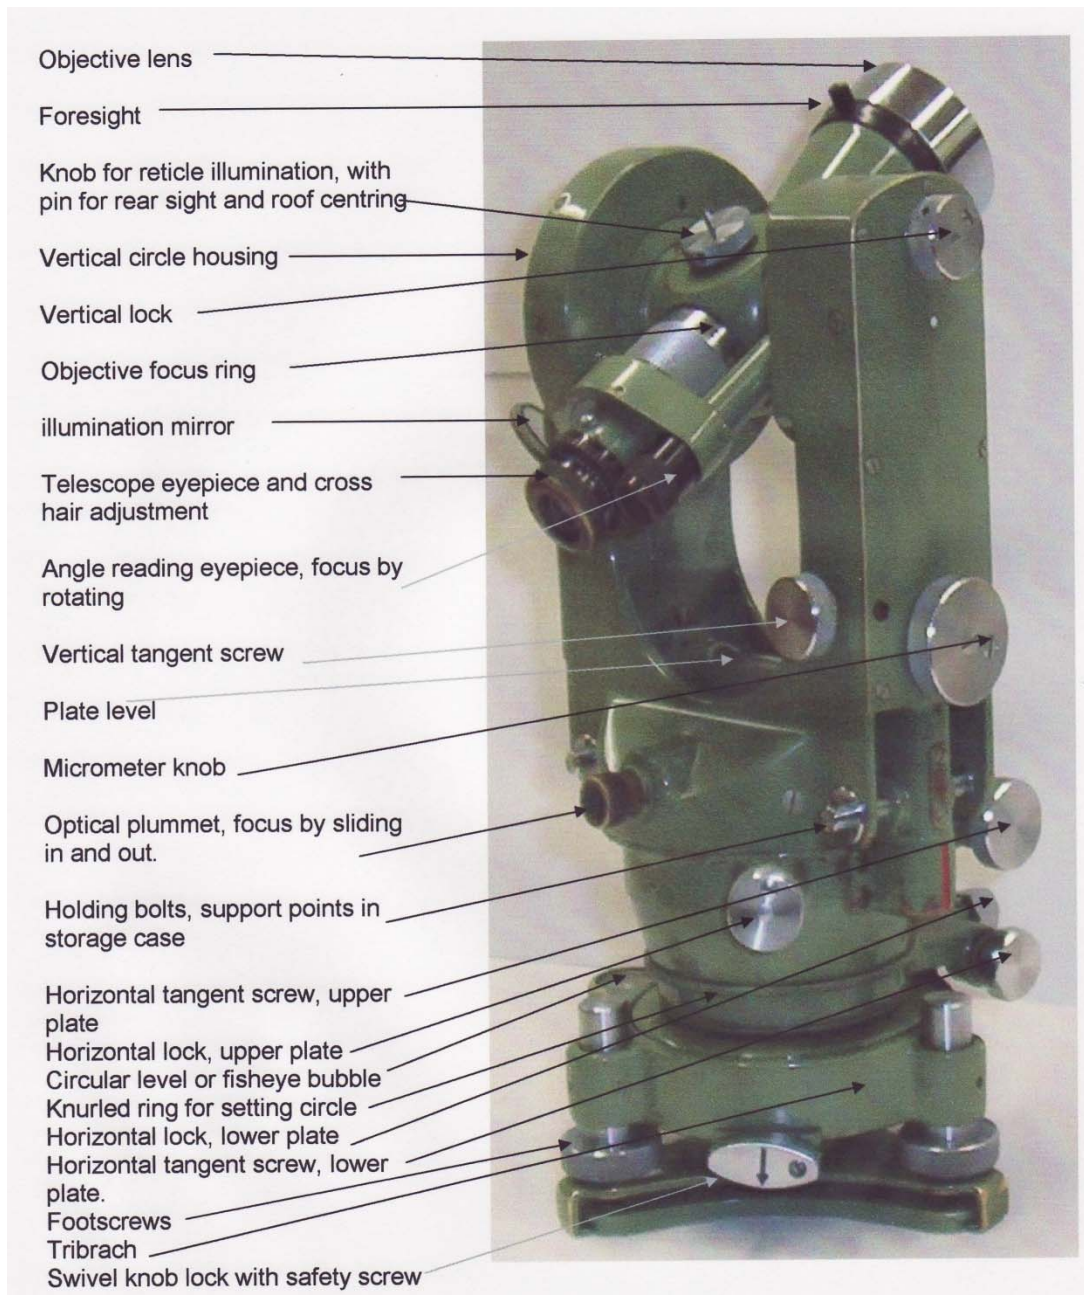 Objective lens
Foresight
Knob for reticle illumination, with
pin for rear sight and roof centring
Vertical circle housing
Vertical lock
Objective focus ring
illumination mirror
Telescope eyepiece and cross
hair adjustment
Angle reading eyepiece, focus by
rotating
Vertical tangent screw
Plate level
Micrometer knob
Optical plummet, focus by sliding
in and out.
Holding bolts, support points in
storage case
Horizontal tangent screw, upper
plate
Horizontal lock, upper plate
Circular level or fisheye bubble
Knurled ring for setting circle
Horizontal lock, lower plate
Horizontal tangent screw, lower
plate.
Footscrews
Tribrach
Swivel knob lock with safety screw